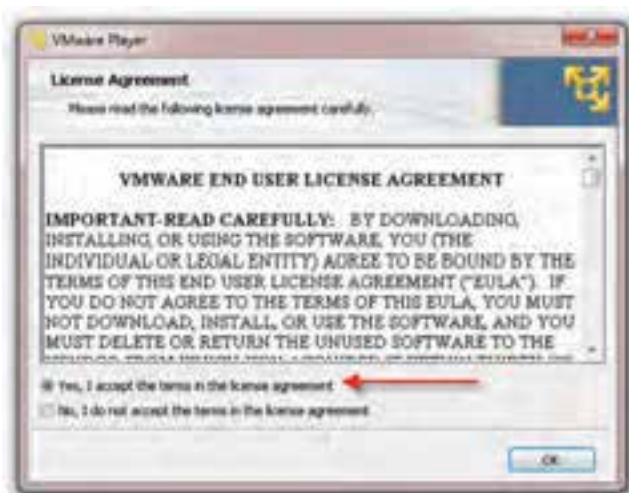 VMware Player
License Agreement
Please read the following license agreement carefully.
VMWARE END USER LICENSE AGREEMENT
IMPORTANT-READ CAREFULLY: BY DOWNLOADING,
INSTALLING, OR USING THE SOFTWARE, YOU (THE
INDIVIDUAL OR LEGAL ENTITY) AGREE TO BE BOUND BY THE
TERMS OF THIS END USER LICENSE AGREEMENT ("EULA"). IF
YOU DO NOT AGREE TO THE TERMS OF THIS EULA, YOU MUST
NOT DOWNLOAD, INSTALL, OR USE THE SOFTWARE, AND YOU
MUST DELETE OR RETURN THE UNUSED SOFTWARE TO THE
Yes, I accept the terms in the license agreement
No, I do not accept the terms in the license agreement
OK